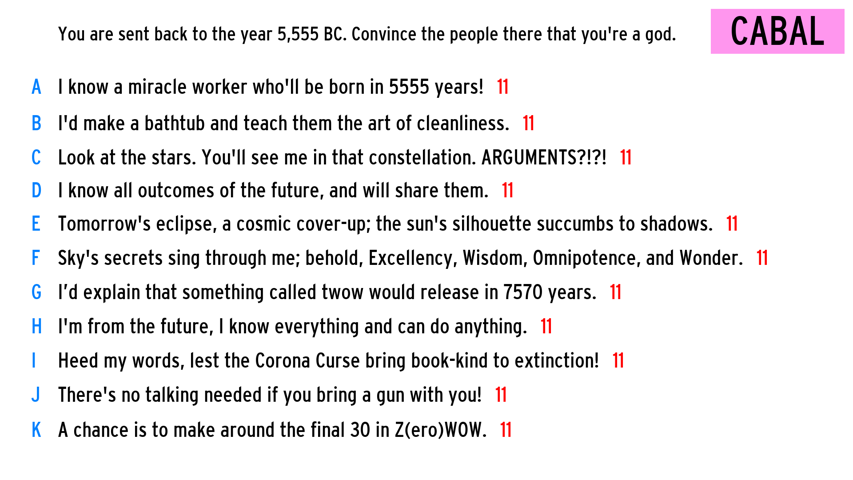 You are sent back to the year 5,555 BC. Convince the people there that you're a god.
CABAL
A I know a miracle worker who'll be born in 5555 years! 11
B I'd make a bathtub and teach them the art of cleanliness. 11
C Look at the stars. You'll see me in that constellation. ARGUMENTS?!?! 11
D I know all outcomes of the future, and will share them. 11
E Tomorrow's eclipse, a cosmic cover-up; the sun's silhouette succumbs to shadows. 11
F Sky's secrets sing through me; behold, Excellency, Wisdom, Omnipotence, and Wonder. 11
G I’d explain that something called twow would release in 7570 years. 11
H I'm from the future, I know everything and can do anything. 11
I Heed my words, lest the Corona Curse bring book-kind to extinction! 11
J There's no talking needed if you bring a gun with you! 11
K A chance is to make around the final 30 in Z(ero)WOW. 11